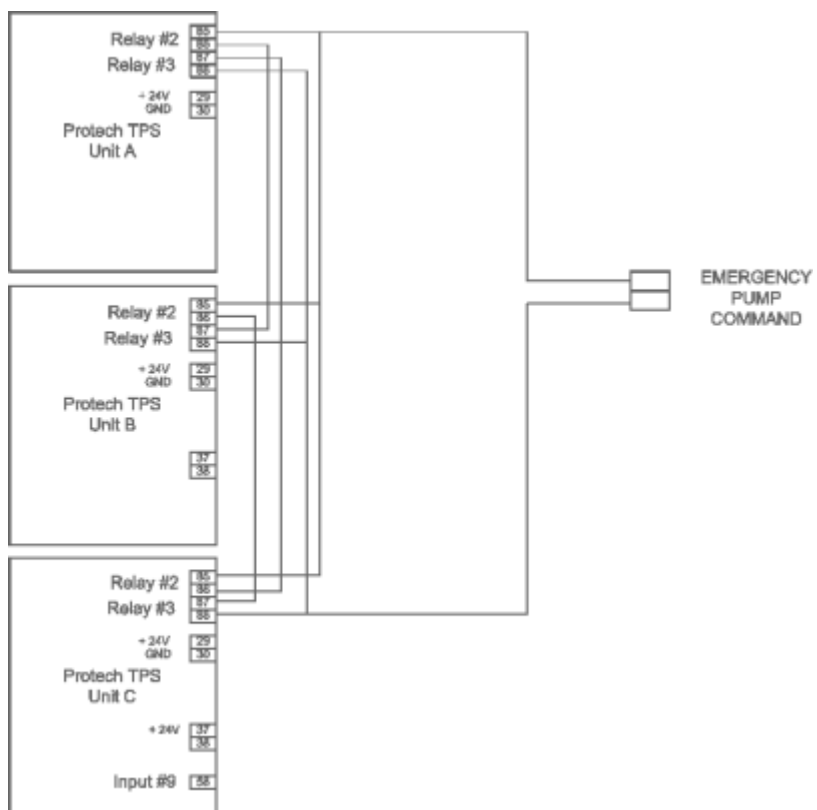 Relay #2
85
86
Relay #3
87
88
+ 24V
29
GND
30
Protech TPS
Unit A
Relay #2
85
86
Relay #3
87
88
+ 24V
29
GND
30
Protech TPS
Unit B
37
38
EMERGENCY
PUMP
COMMAND
Relay #2
85
86
Relay #3
87
88
+ 24V
29
GND
30
Protech TPS
Unit C
+ 24V
37
38
Input #9
58